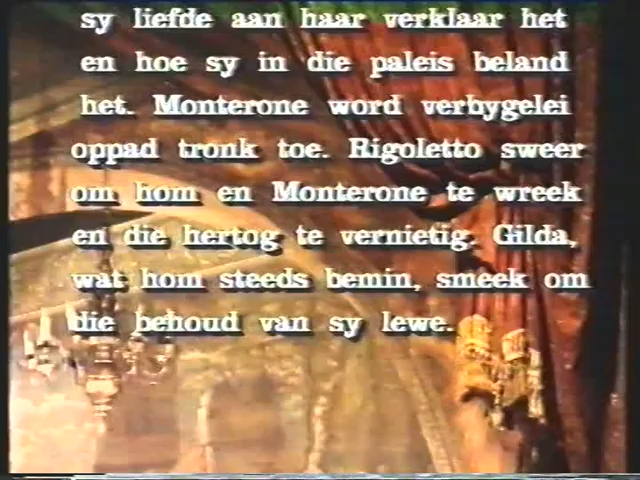 sy liefde aan haar verklaar het
en hoe sy in die paleis beland
het. Monterone word verbygelei
oppad tronk toe. Rigoletto sweer
om hom en Monterone te wreek
en die hertog te vernietig. Gilda,
wat hom steeds bemin, smeek om
die behoud van sy lewe.